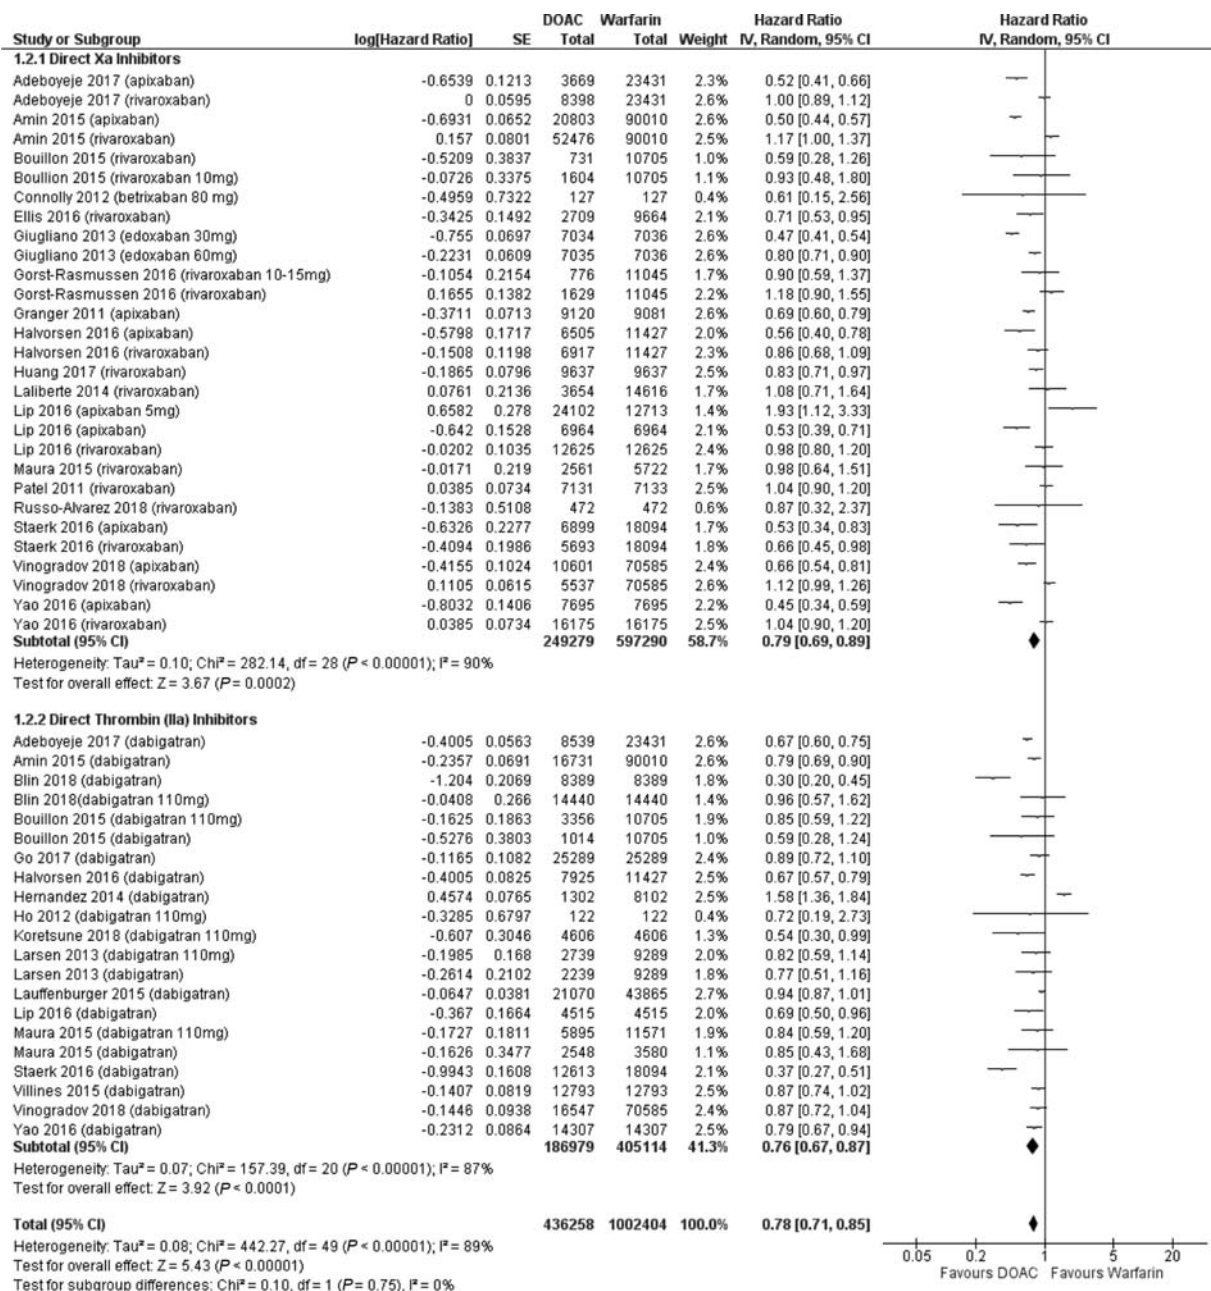 DOAC Warfarin Hazard Ratio Hazard Ratio
Study or Subgroup log[Hazard Ratio] SE Total Total Weight IV, Random, 95% CI IV, Random, 95% CI
1.2.1 Direct Xa Inhibitors
Adeboyeje 2017 (apixaban) -0.6539 0.1213 3669 23431 2.3% 0.52 [0.41, 0.66]
Adeboyeje 2017 (rivaroxaban) 0 0.0595 8398 23431 2.6% 1.00 [0.89, 1.12]
Amin 2015 (apixaban) -0.6931 0.0652 20803 90010 2.6% 0.50 [0.44, 0.57]
Amin 2015 (rivaroxaban) 0.157 0.0801 52476 90010 2.5% 1.17 [1.00, 1.37]
Bouillon 2015 (rivaroxaban) -0.5209 0.3837 731 10705 1.0% 0.59 [0.28, 1.26]
Boullion 2015 (rivaroxaban 10mg) -0.0726 0.3375 1604 10705 1.1% 0.93 [0.48, 1.80]
Connolly 2012 (betrixaban 80 mg) -0.4959 0.7322 127 127 0.4% 0.61 [0.15, 2.56]
Ellis 2016 (rivaroxaban) -0.3425 0.1492 2709 9664 2.1% 0.71 [0.53, 0.95]
Giugliano 2013 (edoxaban 30mg) -0.755 0.0697 7034 7036 2.6% 0.47 [0.41, 0.54]
Giugliano 2013 (edoxaban 60mg) -0.2231 0.0609 7035 7036 2.6% 0.80 [0.71, 0.90]
Gorst-Rasmussen 2016 (rivaroxaban 10-15mg) -0.1054 0.2154 776 11045 1.7% 0.90 [0.59, 1.37]
Gorst-Rasmussen 2016 (rivaroxaban) 0.1655 0.1382 1629 11045 2.2% 1.18 [0.90, 1.55]
Granger 2011 (apixaban) -0.3711 0.0713 9120 9081 2.6% 0.69 [0.60, 0.79]
Halvorsen 2016 (apixaban) -0.5798 0.1717 6505 11427 2.0% 0.56 [0.40, 0.78]
Halvorsen 2016 (rivaroxaban) -0.1508 0.1198 6917 11427 2.3% 0.86 [0.68, 1.09]
Huang 2017 (rivaroxaban) -0.1865 0.0796 9637 9637 2.5% 0.83 [0.71, 0.97]
Laliberte 2014 (rivaroxaban) 0.0761 0.2136 3654 14616 1.7% 1.08 [0.71, 1.64]
Lip 2016 (apixaban 5mg) 0.6582 0.278 24102 12713 1.4% 1.93 [1.12, 3.33]
Lip 2016 (apixaban) -0.642 0.1528 6964 6964 2.1% 0.53 [0.39, 0.71]
Lip 2016 (rivaroxaban) -0.0202 0.1035 12625 12625 2.4% 0.98 [0.80, 1.20]
Maura 2015 (rivaroxaban) -0.0171 0.219 2561 5722 1.7% 0.98 [0.64, 1.51]
Patel 2011 (rivaroxaban) 0.0385 0.0734 7131 7133 2.5% 1.04 [0.90, 1.20]
Russo-Alvarez 2018 (rivaroxaban) -0.1383 0.5108 472 472 0.6% 0.87 [0.32, 2.37]
Staerk 2016 (apixaban) -0.6326 0.2277 6899 18094 1.7% 0.53 [0.34, 0.83]
Staerk 2016 (rivaroxaban) -0.4094 0.1986 5693 18094 1.8% 0.66 [0.45, 0.98]
Vinogradov 2018 (apixaban) -0.4155 0.1024 10601 70585 2.4% 0.66 [0.54, 0.81]
Vinogradov 2018 (rivaroxaban) 0.1105 0.0615 5537 70585 2.6% 1.12 [0.99, 1.26]
Yao 2016 (apixaban) -0.8032 0.1406 7695 7695 2.2% 0.45 [0.34, 0.59]
Yao 2016 (rivaroxaban) 0.0385 0.0734 16175 16175 2.5% 1.04 [0.90, 1.20]
Subtotal (95% CI) 249279 597290 58.7% 0.79 [0.69, 0.89]
Heterogeneity: Tau² = 0.10; Chi² = 282.14, df = 28 (P < 0.00001); I² = 90%
Test for overall effect: Z = 3.67 (P = 0.0002)
1.2.2 Direct Thrombin (IIa) Inhibitors
Adeboyeje 2017 (dabigatran) -0.4005 0.0563 8539 23431 2.6% 0.67 [0.60, 0.75]
Amin 2015 (dabigatran) -0.2357 0.0691 16731 90010 2.6% 0.79 [0.69, 0.90]
Blin 2018 (dabigatran) -1.204 0.2069 8389 8389 1.8% 0.30 [0.20, 0.45]
Blin 2018(dabigatran 110mg) -0.0408 0.266 14440 14440 1.4% 0.96 [0.57, 1.62]
Bouillon 2015 (dabigatran 110mg) -0.1625 0.1863 3356 10705 1.9% 0.85 [0.59, 1.22]
Bouillon 2015 (dabigatran) -0.5276 0.3803 1014 10705 1.0% 0.59 [0.28, 1.24]
Go 2017 (dabigatran) -0.1165 0.1082 25289 25289 2.4% 0.89 [0.72, 1.10]
Halvorsen 2016 (dabigatran) -0.4005 0.0825 7925 11427 2.5% 0.67 [0.57, 0.79]
Hernandez 2014 (dabigatran) 0.4574 0.0765 1302 8102 2.5% 1.58 [1.36, 1.84]
Ho 2012 (dabigatran 110mg) -0.3285 0.6797 122 122 0.4% 0.72 [0.19, 2.73]
Koretsune 2018 (dabigatran 110mg) -0.607 0.3046 4606 4606 1.3% 0.54 [0.30, 0.99]
Larsen 2013 (dabigatran 110mg) -0.1985 0.168 2739 9289 2.0% 0.82 [0.59, 1.14]
Larsen 2013 (dabigatran) -0.2614 0.2102 2239 9289 1.8% 0.77 [0.51, 1.16]
Lauffenburger 2015 (dabigatran) -0.0647 0.0381 21070 43865 2.7% 0.94 [0.87, 1.01]
Lip 2016 (dabigatran) -0.367 0.1664 4515 4515 2.0% 0.69 [0.50, 0.96]
Maura 2015 (dabigatran 110mg) -0.1727 0.1811 5895 11571 2.0% 0.84 [0.59, 1.20]
Maura 2015 (dabigatran) -0.1626 0.3477 2548 3580 1.1% 0.85 [0.43, 1.68]
Staerk 2016 (dabigatran) -0.9943 0.1608 12613 18094 2.1% 0.37 [0.27, 0.51]
Villines 2015 (dabigatran) -0.1407 0.0819 12793 12793 2.5% 0.87 [0.74, 1.02]
Vinogradov 2018 (dabigatran) -0.1446 0.0938 16547 70585 2.4% 0.87 [0.72, 1.04]
Yao 2016 (dabigatran) -0.2312 0.0864 14307 14307 2.5% 0.79 [0.67, 0.94]
Subtotal (95% CI) 186979 405114 41.3% 0.76 [0.67, 0.87]
Heterogeneity: Tau² = 0.07; Chi² = 157.39, df = 20 (P < 0.00001); I² = 87%
Test for overall effect: Z = 3.92 (P < 0.0001)
Total (95% CI) 436258 1002404 100.0% 0.78 [0.71, 0.85]
Heterogeneity: Tau² = 0.08; Chi² = 442.27, df = 49 (P < 0.00001); I² = 89%
Test for overall effect: Z = 5.43 (P < 0.00001)
Test for subgroup differences: Chi² = 0.10, df = 1 (P = 0.75), I² = 0%
0.05 0.2 1 5 20
Favours DOAC Favours Warfarin